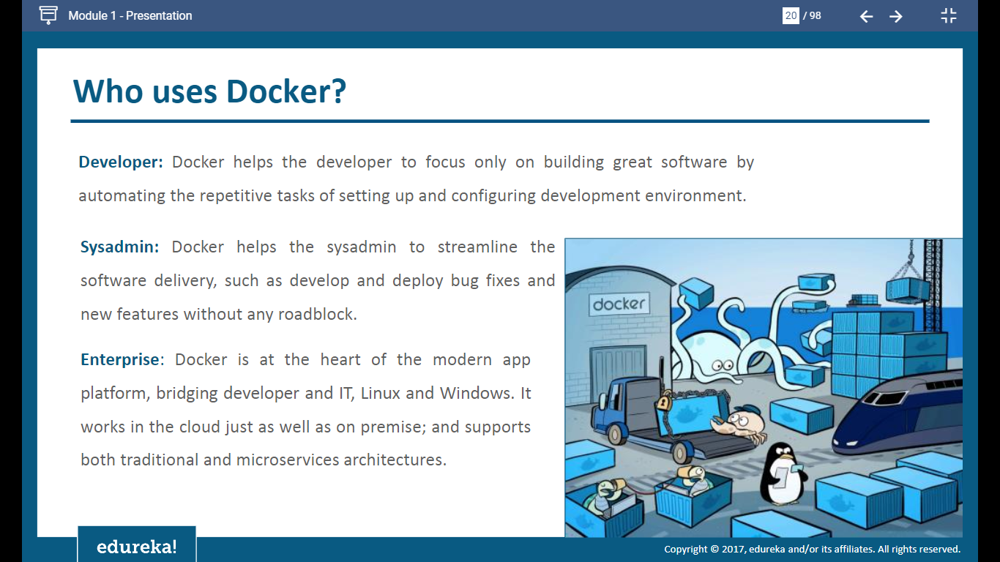 Module 1 - Presentation
20 / 98
Who uses Docker?
Developer: Docker helps the developer to focus only on building great software by
automating the repetitive tasks of setting up and configuring development environment.
Sysadmin: Docker helps the sysadmin to streamline the
software delivery, such as develop and deploy bug fixes and
new features without any roadblock.
Enterprise: Docker is at the heart of the modern app
platform, bridging developer and IT, Linux and Windows. It
works in the cloud just as well as on premise; and supports
both traditional and microservices architectures.
docker
edureka!
Copyright © 2017, edureka and/or its affiliates. All rights reserved.